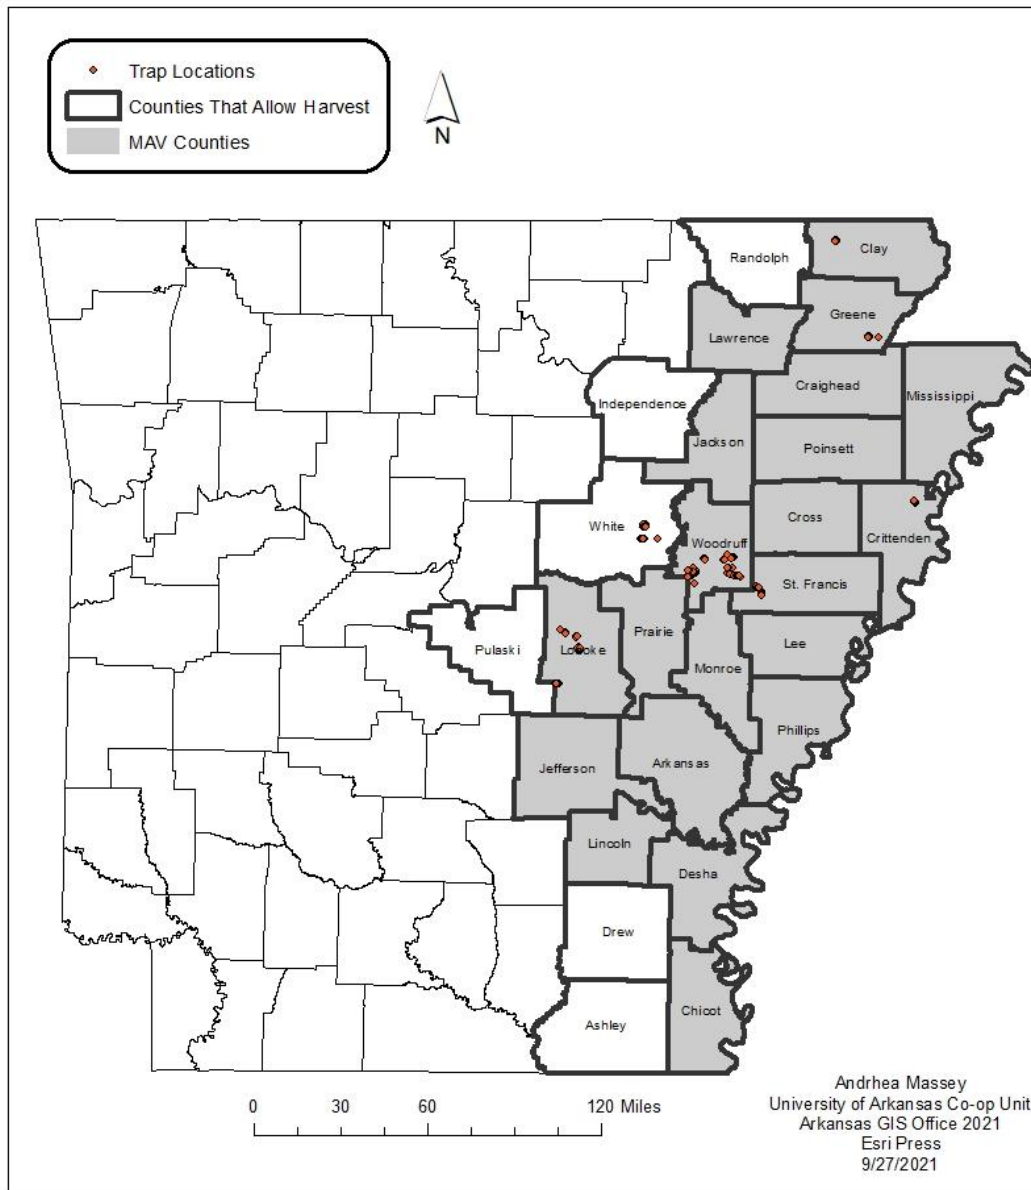 Trap Locations
Counties That Allow Harvest
MAV Counties
N
Clay
Randolph
Greene
Lawrence
Craighead
Mississippi
Independence
Jackson
Poinsett
Cross
White
Woodruff
Crittenden
St. Francis
Prairie
Lee
Pulaski
Lonoke
Monroe
Phillips
Arkansas
Jefferson
Lincoln
Desha
Drew
Chicot
Ashley
0 30 60 120 Miles
Andrhea Massey
University of Arkansas Co-op Unit
Arkansas GIS Office 2021
Esri Press
9/27/2021